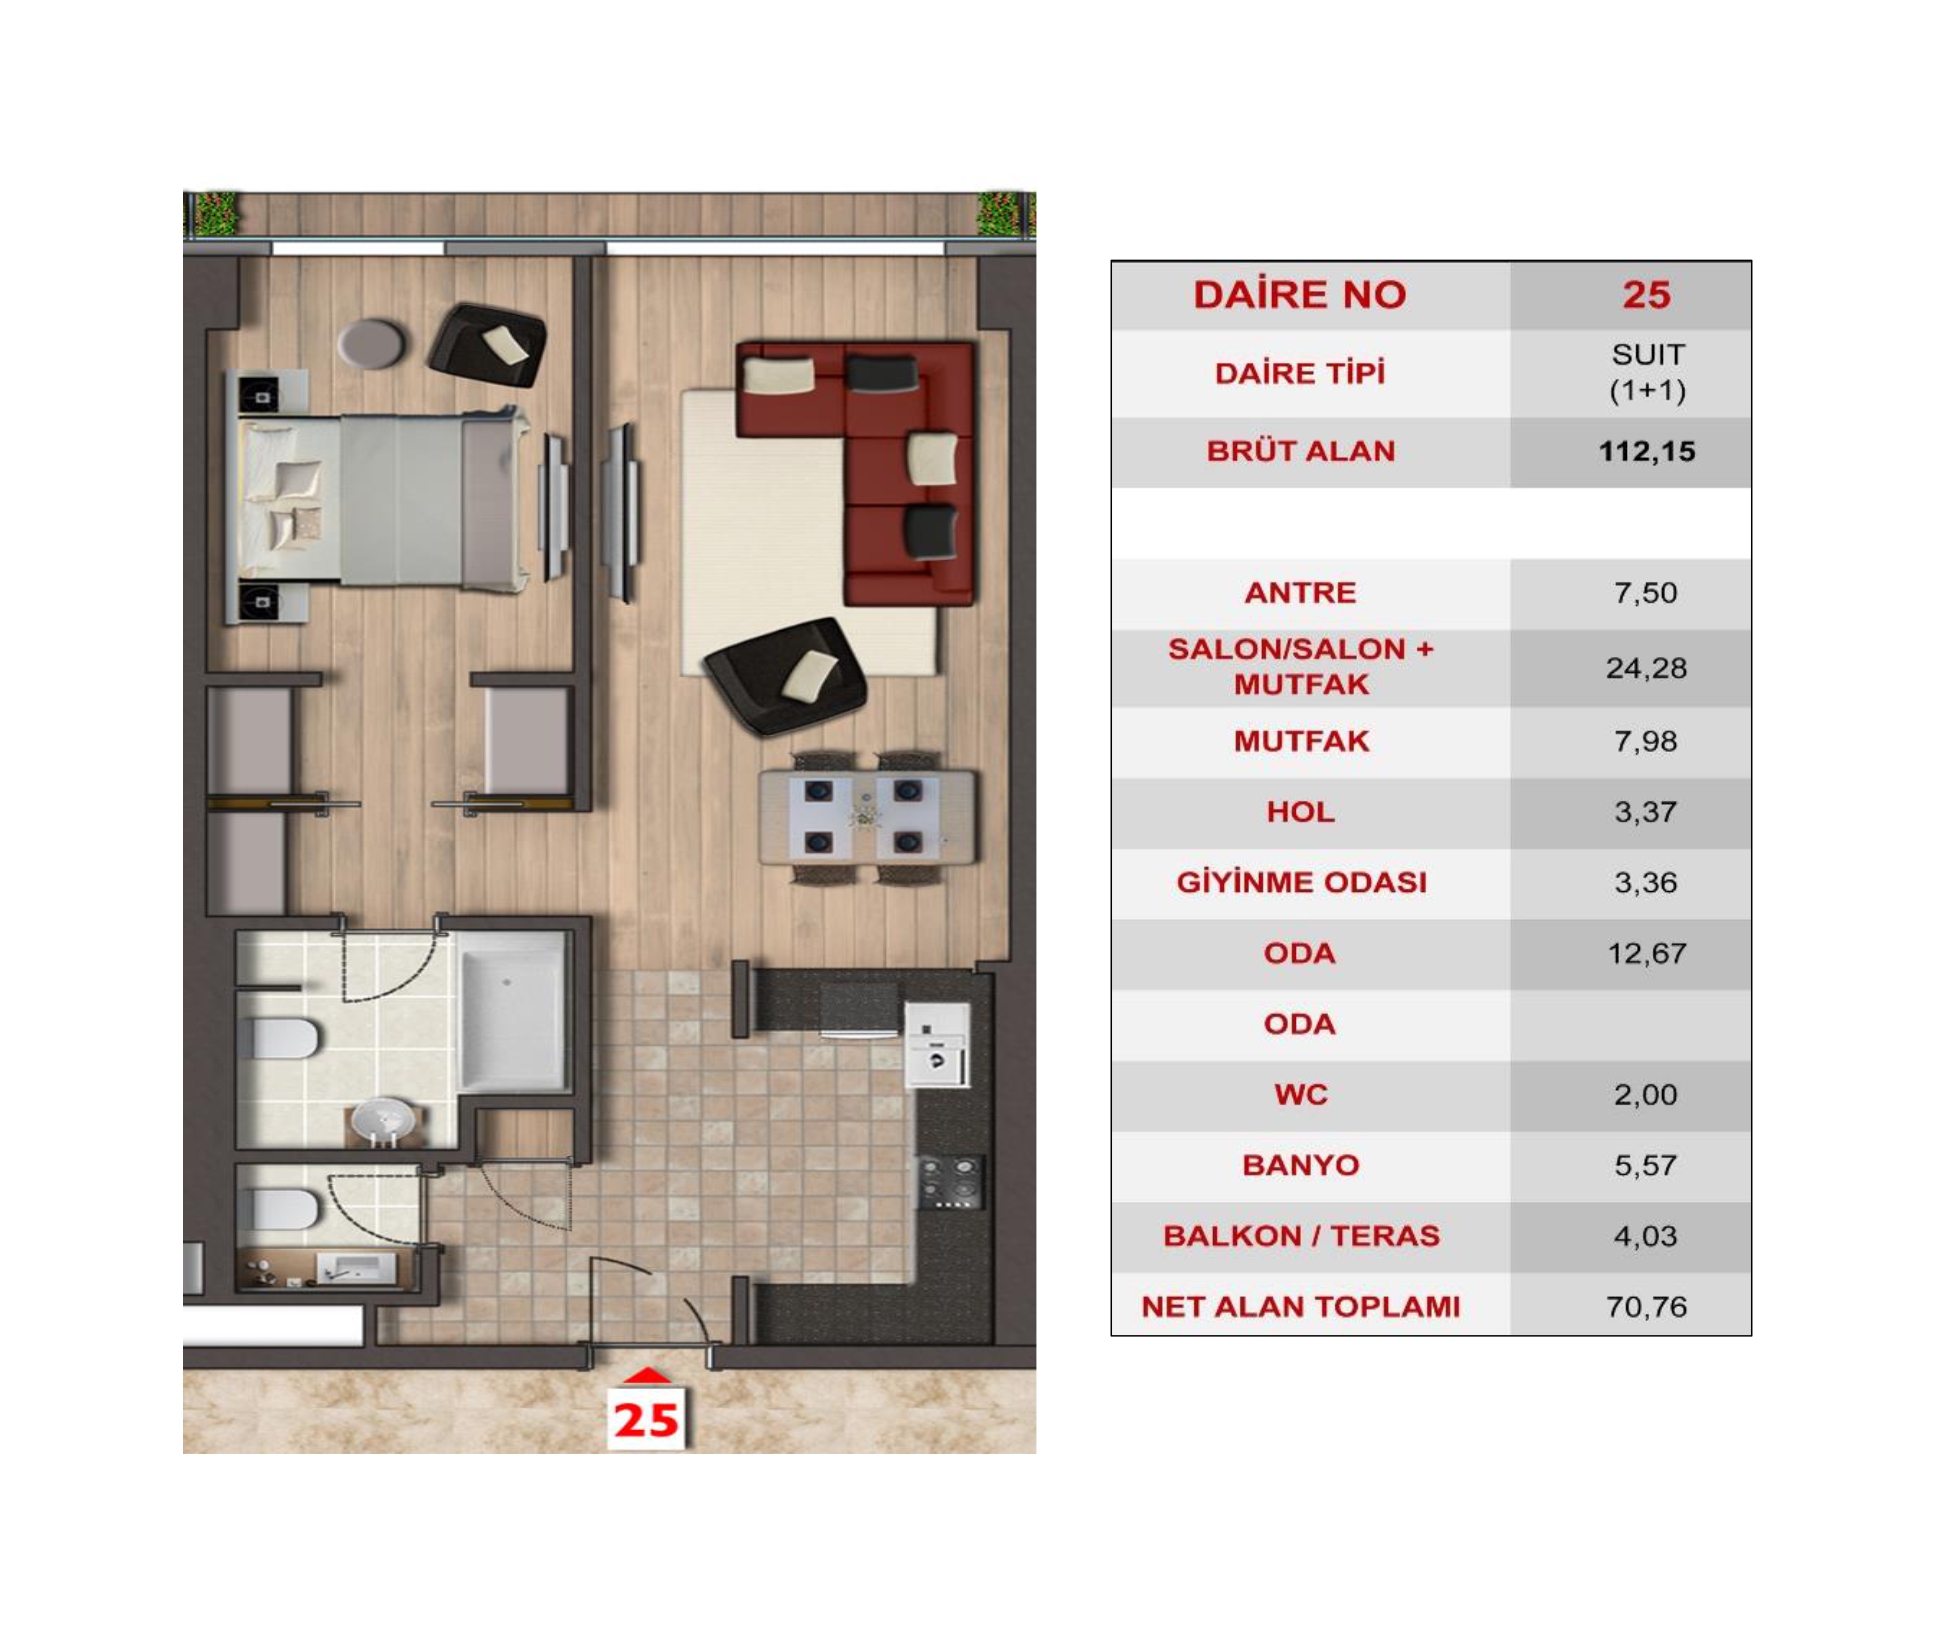 25
DAİRE NO 25
DAİRE TİPİ SUIT
(1+1)
BRÜT ALAN 112,15
ANTRE 7,50
SALON/SALON +
MUTFAK 24,28
MUTFAK 7,98
HOL 3,37
GİYİNME ODASI 3,36
ODA 12,67
ODA
WC 2,00
BANYO 5,57
BALKON / TERAS 4,03
NET ALAN TOPLAMI 70,76